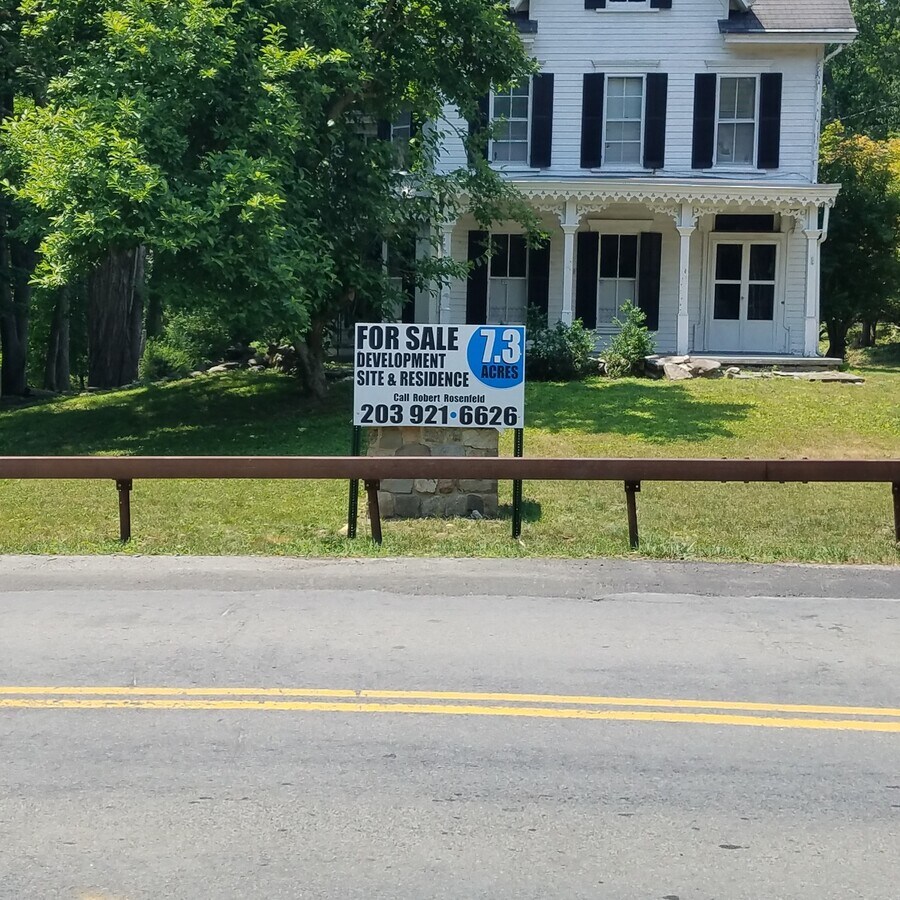 FOR SALE
DEVELOPMENT
SITE & RESIDENCE
7.3
ACRES
Call Robert Rosenfeld
203 921•6626